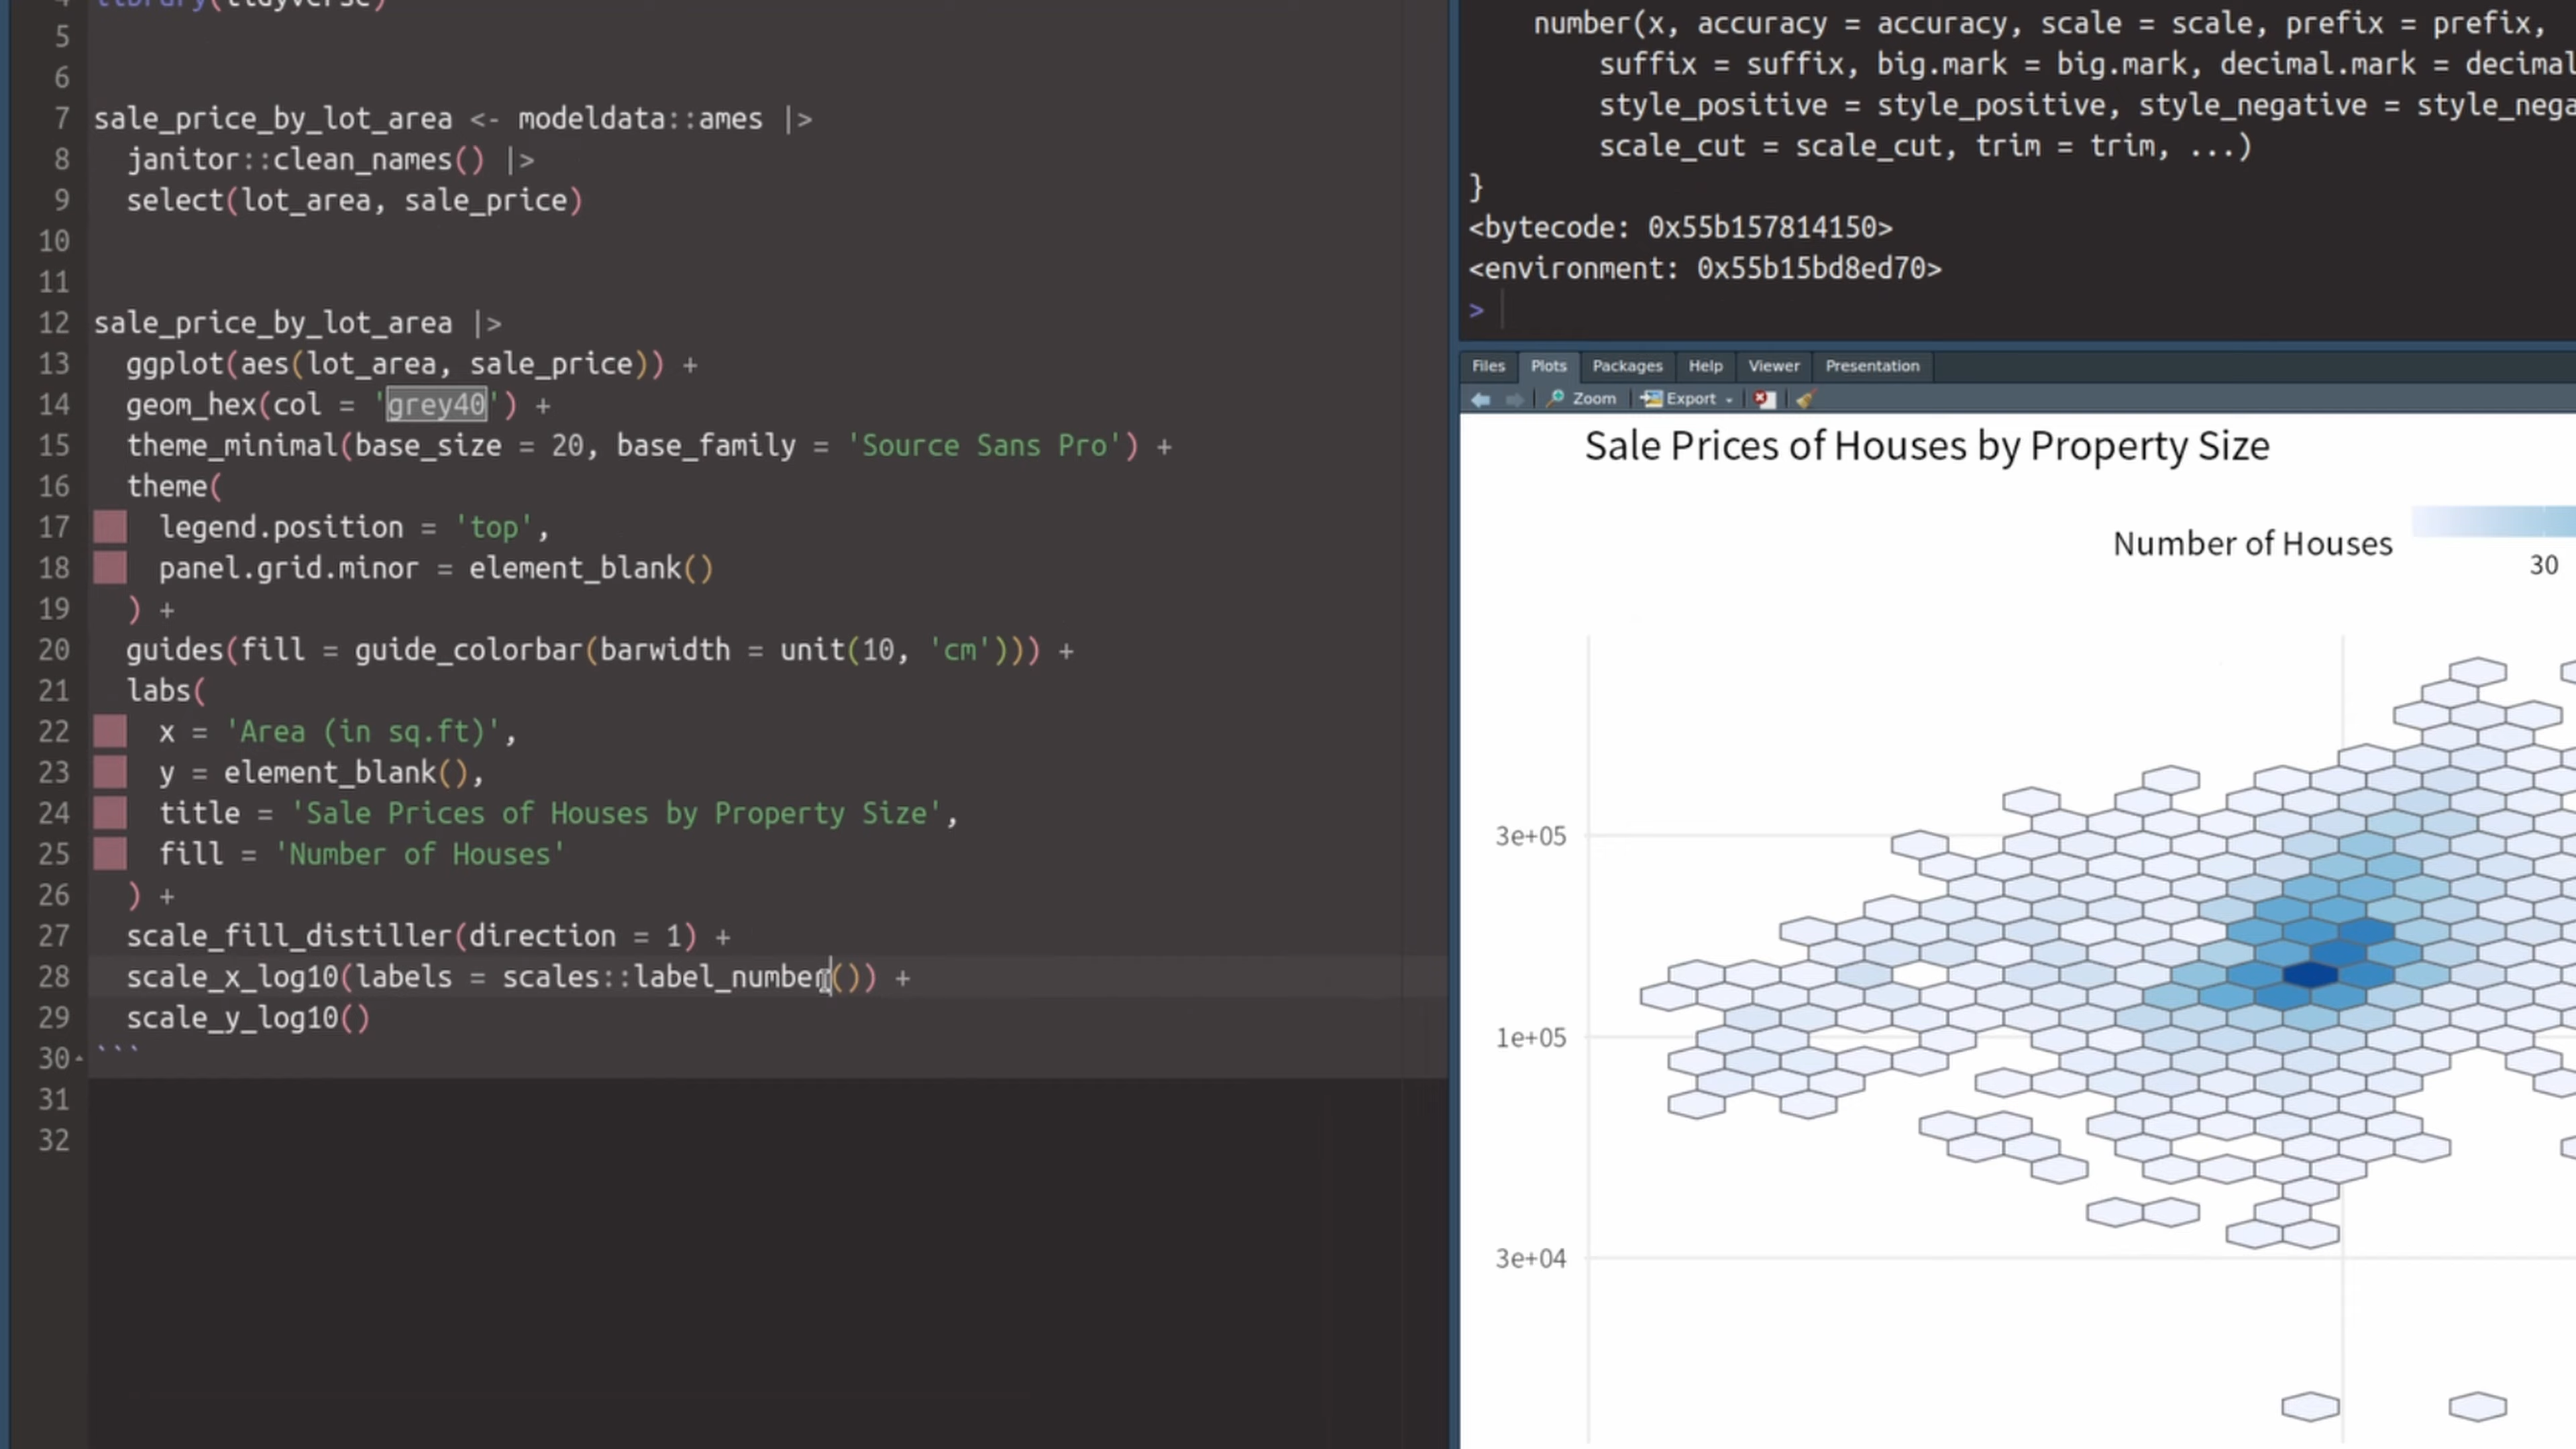 4 library(tidyverse)
5
6
7 sale_price_by_lot_area <- modeldata::ames |>
8 janitor::clean_names() |>
9 select(lot_area, sale_price)
10
11
12 sale_price_by_lot_area |>
13 ggplot(aes(lot_area, sale_price)) +
14 geom_hex(col = 'grey40') +
15 theme_minimal(base_size = 20, base_family = 'Source Sans Pro') +
16 theme(
17 legend.position = 'top',
18 panel.grid.minor = element_blank()
19 ) +
20 guides(fill = guide_colorbar(barwidth = unit(10, 'cm'))) +
21 labs(
22 x = 'Area (in sq.ft)',
23 y = element_blank(),
24 title = 'Sale Prices of Houses by Property Size',
25 fill = 'Number of Houses'
26 ) +
27 scale_fill_distiller(direction = 1) +
28 scale_x_log10(labels = scales::label_number()) +
29 scale_y_log10()
30 ```
31
32
number(x, accuracy = accuracy, scale = scale, prefix = prefix,
suffix = suffix, big.mark = big.mark, decimal.mark = decimal
style_positive = style_positive, style_negative = style_nega
scale_cut = scale_cut, trim = trim, ...)
}
<bytecode: 0x55b157814150>
<environment: 0x55b15bd8ed70>
>
Files Plots Packages Help Viewer Presentation
Zoom Export
Sale Prices of Houses by Property Size
Number of Houses
30
3e+05
1e+05
3e+04